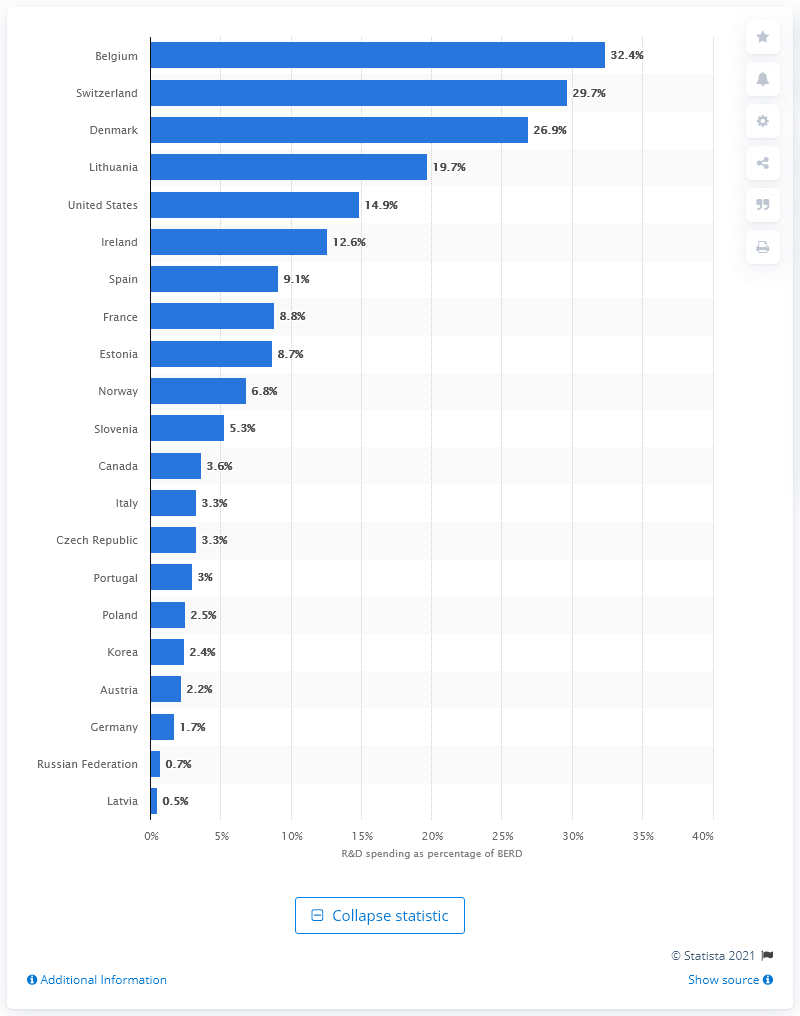 Belgium 32.4%
Switzerland 29.7%
Denmark 26.9%
Lithuania 19.7%
United States 14.9%
Ireland 12.6%
Spain 9.1%
France 8.8%
Estonia 8.7%
Norway 6.8%
Slovenia 5.3%
Canada 3.6%
Italy 3.3%
Czech Republic 3.3%
Portugal 3%
Poland 2.5%
Korea 2.4%
Austria 2.2%
Germany 1.7%
Russian Federation 0.7%
Latvia 0.5%
0% 5% 10% 15% 20% 25% 30% 35% 40%
R&D spending as percentage of BERD
Collapse statistic
© Statista 2021
Additional Information Show source